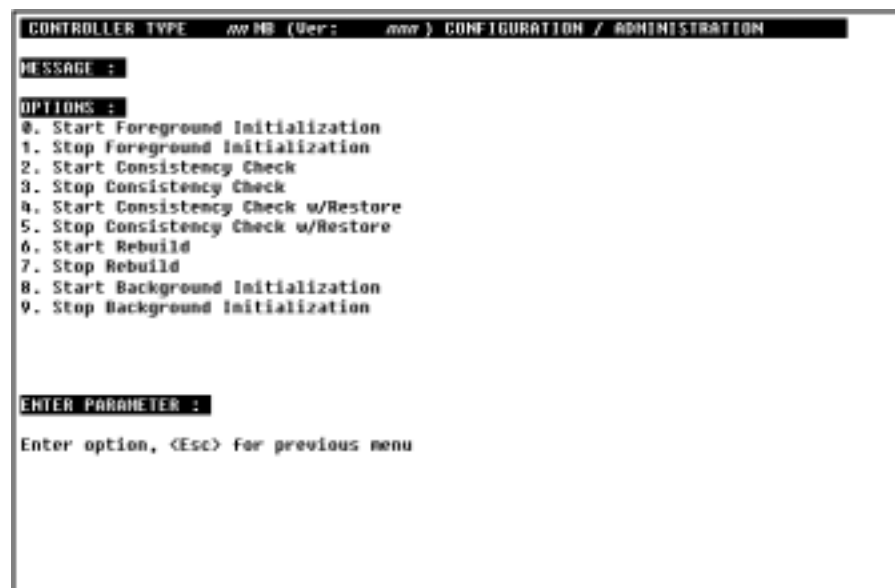 CONTROLLER TYPE nn MB (Ver: nnn ) CONFIGURATION / ADMINISTRATION
MESSAGE :
OPTIONS :
0. Start Foreground Initialization
1. Stop Foreground Initialization
2. Start Consistency Check
3. Stop Consistency Check
4. Start Consistency Check w/Restore
5. Stop Consistency Check w/Restore
6. Start Rebuild
7. Stop Rebuild
8. Start Background Initialization
9. Stop Background Initialization
ENTER PARAMETER :
Enter option, <Esc> for previous menu